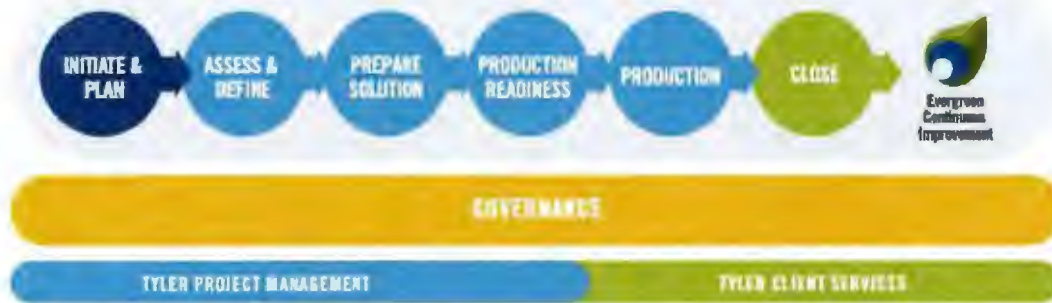 INITIATE &
PLAN
ASSESS &
DEFINE
PREPARE
SOLUTION
PRODUCTION
READINESS
PRODUCTION
CLOSE
Evergreen
Continuous
Improvement
GOVERNANCE
TYLER PROJECT MANAGEMENT
TYLER CLIENT SERVICES